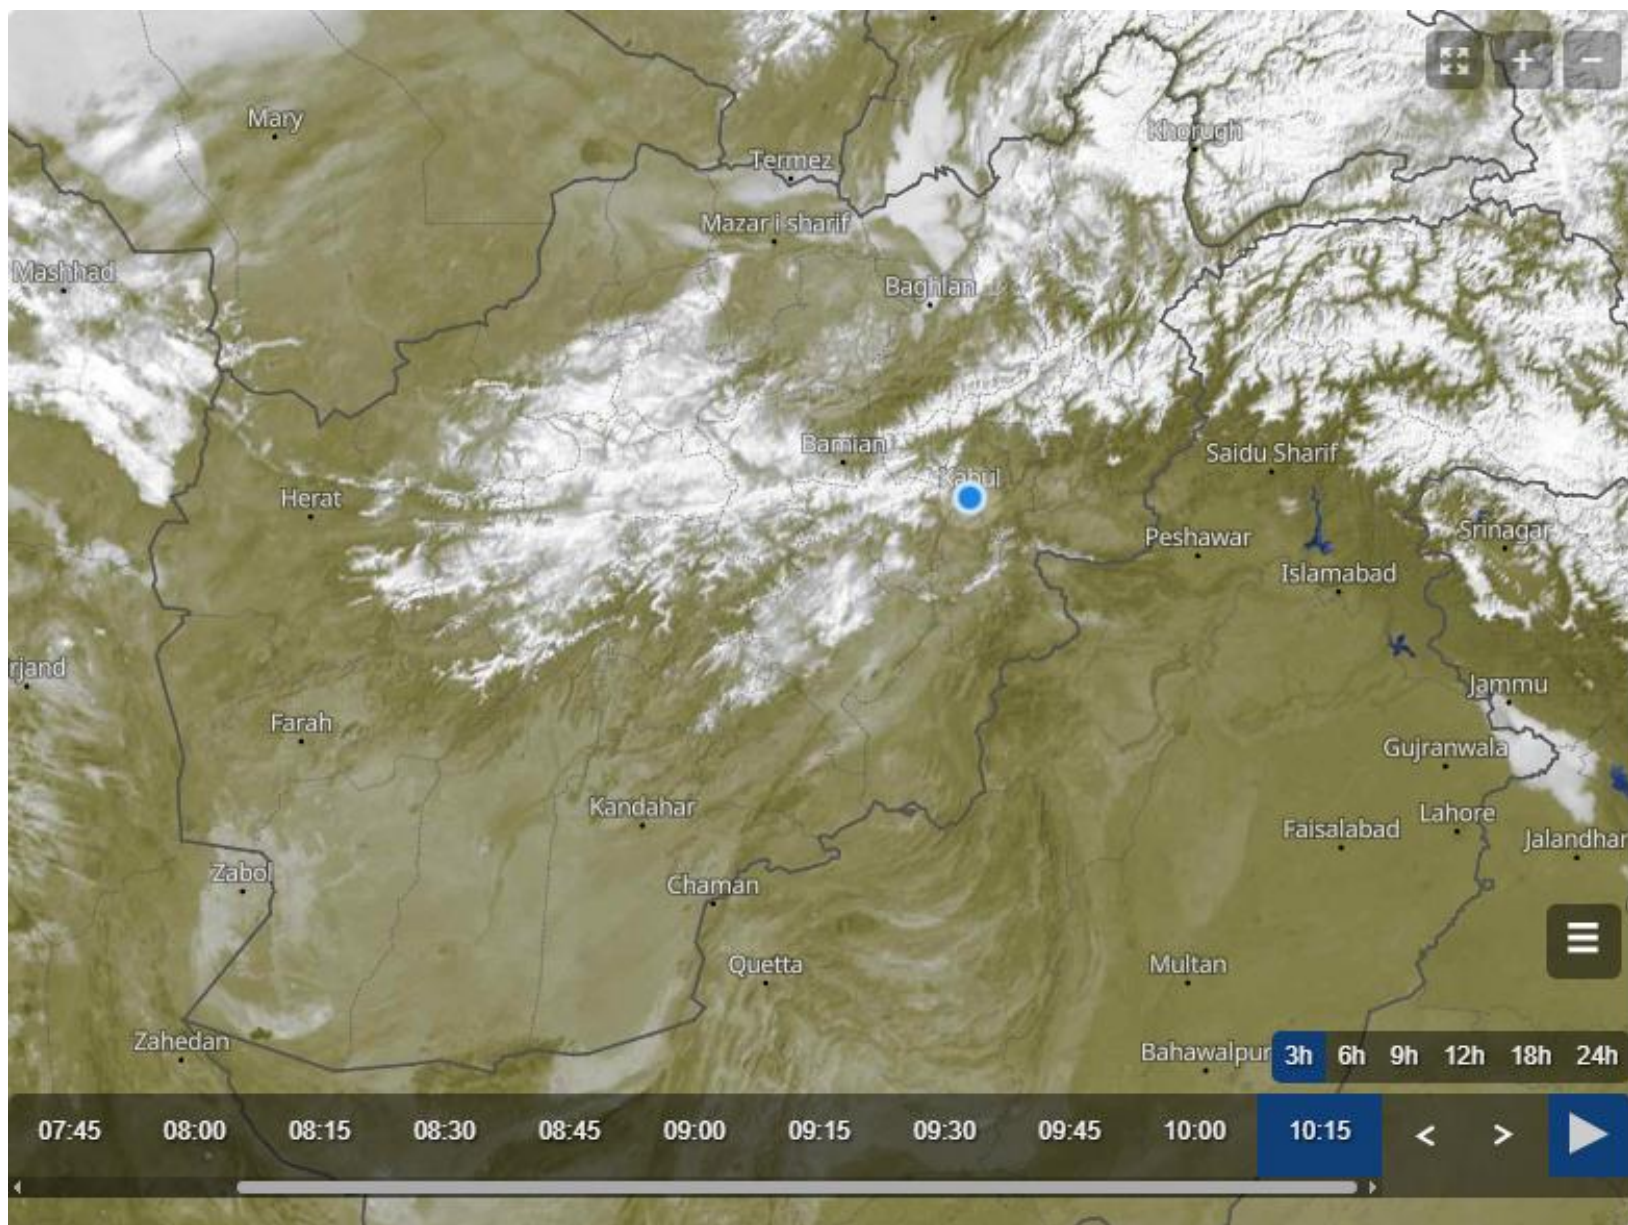 +
−
Mary
Khorugh
Termez
Mazar i sharif
Mashhad
Baghlan
Bamian
Saidu Sharif
Kabul
Herat
Srinagar
Peshawar
Islamabad
rjand
Jammu
Farah
Gujranwala
Kandahar
Lahore
Faisalabad
Jalandhar
Zabol
Chaman
Quetta
Multan
Zahedan
Bahawalpur
3h 6h 9h 12h 18h 24h
07:45 08:00 08:15 08:30 08:45 09:00 09:15 09:30 09:45 10:00 10:15 < >